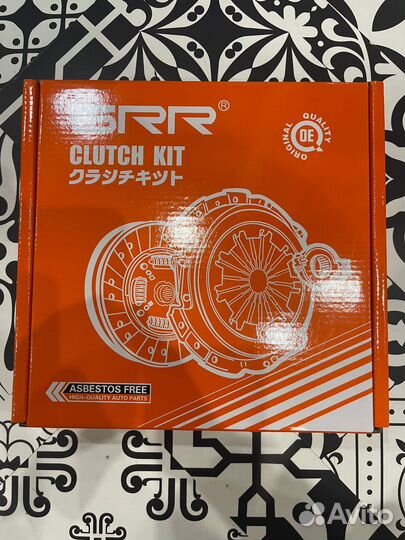 SRR®
CLUTCH KIT
クラシチキツト
ORIGINAL QUALITY
OE
ASBESTOS FREE
HIGH-QUALITY AUTO PARTS
Avito